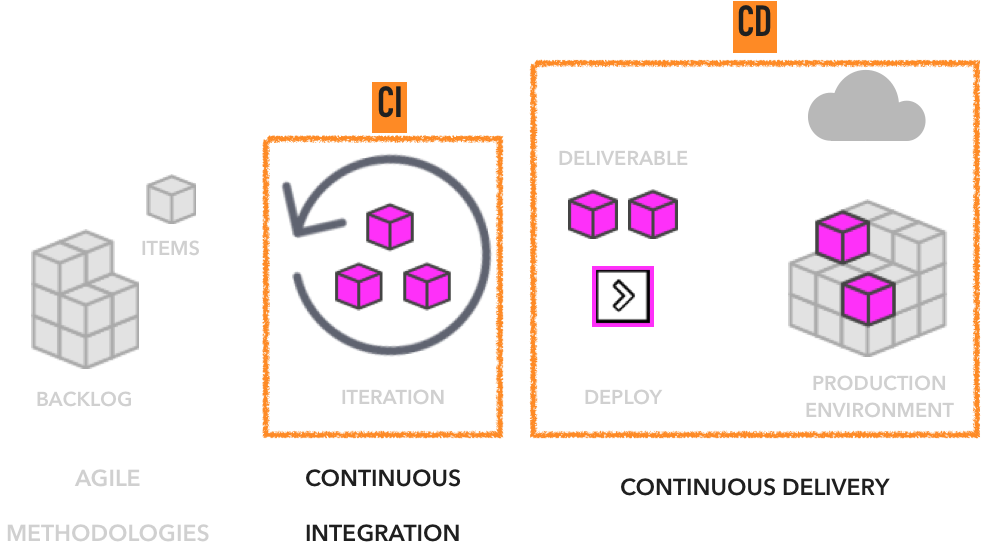 CD
CI
DELIVERABLE
ITEMS
BACKLOG
ITERATION
DEPLOY
PRODUCTION
ENVIRONMENT
AGILE
METHODOLOGIES
CONTINUOUS
INTEGRATION
CONTINUOUS DELIVERY